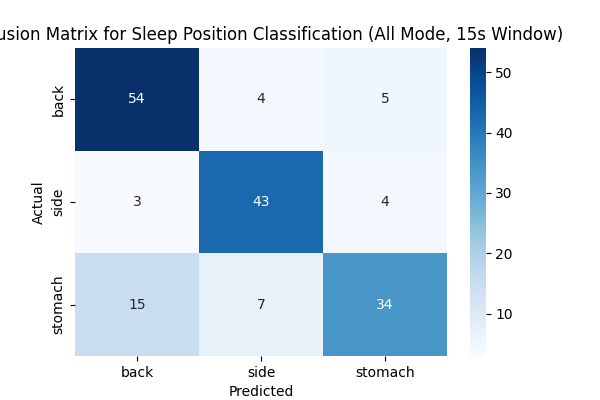 usion Matrix for Sleep Position Classification (All Mode, 15s Window)
back 54 4 5
side 3 43 4
stomach 15 7 34
back side stomach
Predicted
Actual
50
40
30
20
10